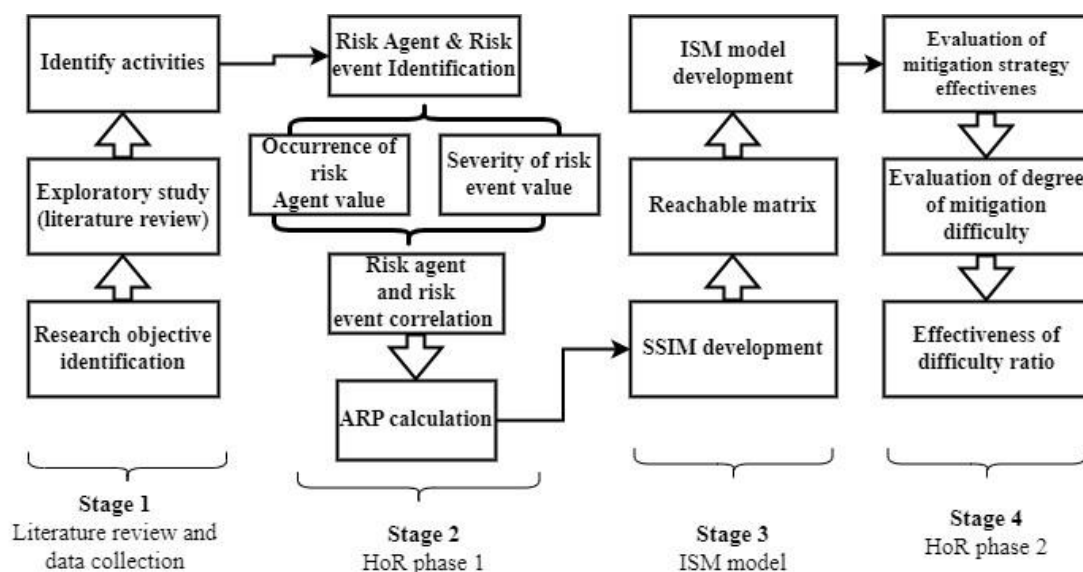 Identify activities
Exploratory study
(literature review)
Research objective
identification
Stage 1
Literature review and
data collection
Risk Agent & Risk
event Identification
Occurrence of
risk
Agent value
Severity of risk
event value
Risk agent
and risk
event correlation
ARP calculation
Stage 2
HoR phase 1
ISM model
development
Reachable matrix
SSIM development
Stage 3
ISM model
Evaluation of
mitigation strategy
effectivenes
Evaluation of degree
of mitigation
difficulty
Effectiveness of
difficulty ratio
Stage 4
HoR phase 2